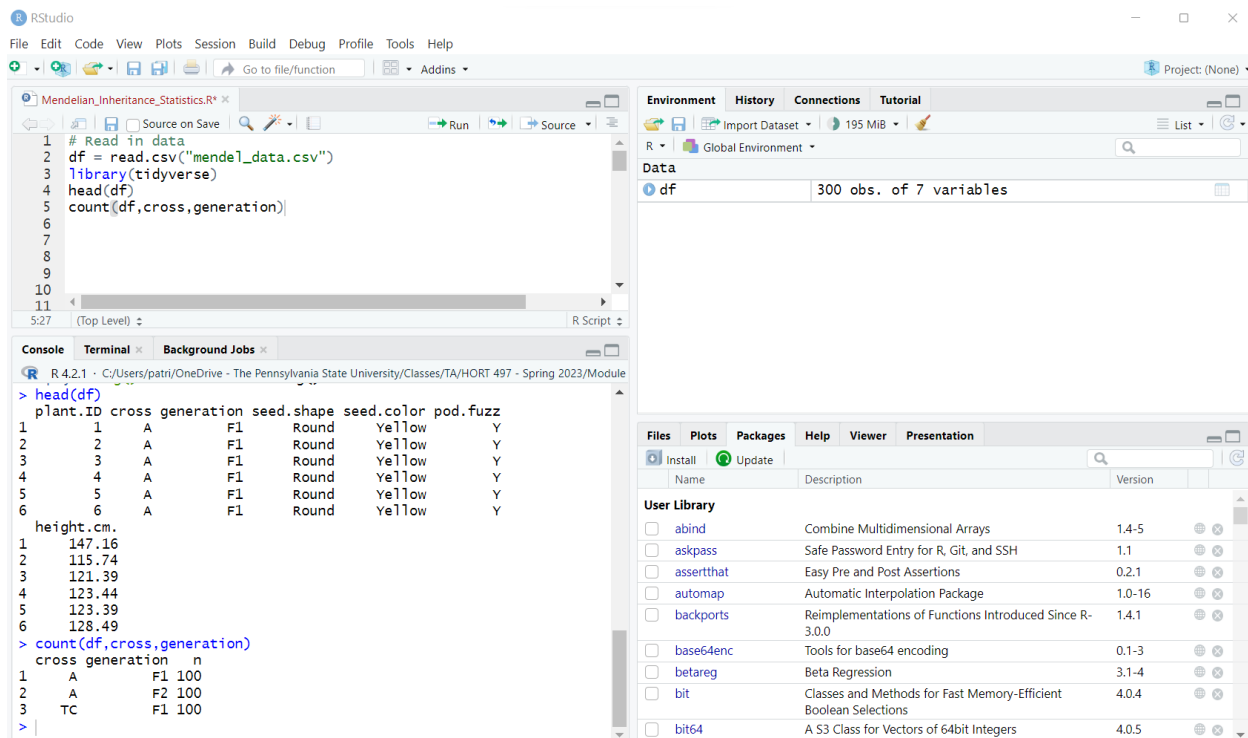 RStudio
File Edit Code View Plots Session Build Debug Profile Tools Help
Go to file/function Addins Project: (None)
Mendelian_Inheritance_Statistics.R*
Source on Save Run Source
1 # Read in data
2 df = read.csv("mendel_data.csv")
3 library(tidyverse)
4 head(df)
5 count(df,cross,generation)
6
7
8
9
10
11
5:27 (Top Level) R Script
Console Terminal Background Jobs
R 4.2.1 · C:/Users/patri/OneDrive - The Pennsylvania State University/Classes/TA/HORT 497 - Spring 2023/Module
> head(df)
plant.ID cross generation seed.shape seed.color pod.fuzz
1 1 A F1 Round Yellow Y
2 2 A F1 Round Yellow Y
3 3 A F1 Round Yellow Y
4 4 A F1 Round Yellow Y
5 5 A F1 Round Yellow Y
6 6 A F1 Round Yellow Y
height.cm.
1 147.16
2 115.74
3 121.39
4 123.44
5 123.39
6 128.49
> count(df,cross,generation)
cross generation n
1 A F1 100
2 A F2 100
3 TC F1 100
>
Environment History Connections Tutorial
Import Dataset 195 MiB List
R Global Environment
Data
df 300 obs. of 7 variables
Files Plots Packages Help Viewer Presentation
Install Update
Name Description Version
User Library
abind Combine Multidimensional Arrays 1.4-5
askpass Safe Password Entry for R, Git, and SSH 1.1
assertthat Easy Pre and Post Assertions 0.2.1
automap Automatic Interpolation Package 1.0-16
backports Reimplementations of Functions Introduced Since R- 1.4.1
3.0.0
base64enc Tools for base64 encoding 0.1-3
betareg Beta Regression 3.1-4
bit Classes and Methods for Fast Memory-Efficient 4.0.4
Boolean Selections
bit64 A S3 Class for Vectors of 64bit Integers 4.0.5